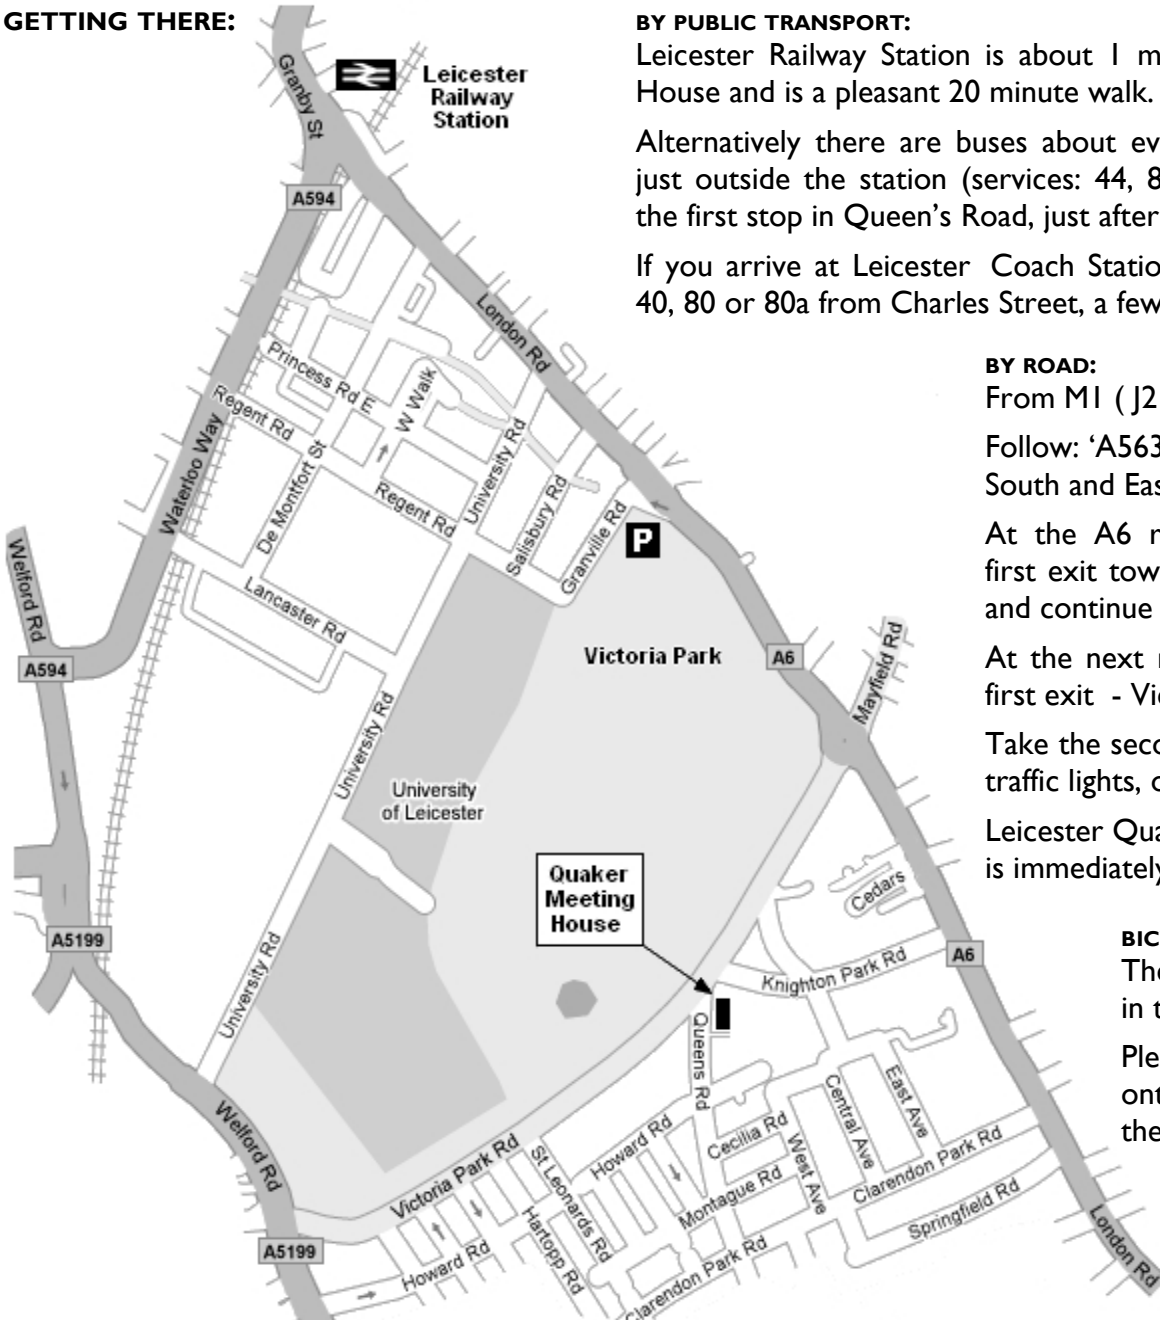 GETTING THERE:
BY PUBLIC TRANSPORT:
Leicester Railway Station is about 1 m
House and is a pleasant 20 minute walk.
Alternatively there are buses about ev
just outside the station (services: 44, 8
the first stop in Queen's Road, just after
If you arrive at Leicester Coach Statio
40, 80 or 80a from Charles Street, a few
BY ROAD:
From M1 ( J2
Follow: 'A563
South and Eas
At the A6 r
first exit tow
and continue
At the next r
first exit - Vic
Take the seco
traffic lights, c
Leicester Qua
is immediately
BIC
The
in t
Ple
ont
the
Granby St
Leicester
Railway
Station
A594
London Rd
Princess Rd E
W Walk
Regent Rd
Waterloo Way
De Montfort St
University Rd
Regent Rd
Salisbury Rd
Granville Rd
P
Welford Rd
Lancaster Rd
A594
Victoria Park
A6
Mayfield Rd
University Rd
University
of Leicester
Quaker
Meeting
House
Cedars
A5199
University Rd
Knighton Park Rd
A6
Queens Rd
Welford Rd
Victoria Park Rd
St Leonards Rd
Howard Rd
Cecilia Rd
West Ave
Central Ave
East Ave
Clarendon Park Rd
Montague Rd
Springfield Rd
Hartopp Rd
Howard Rd
A5199
Clarendon Park Rd
London Rd